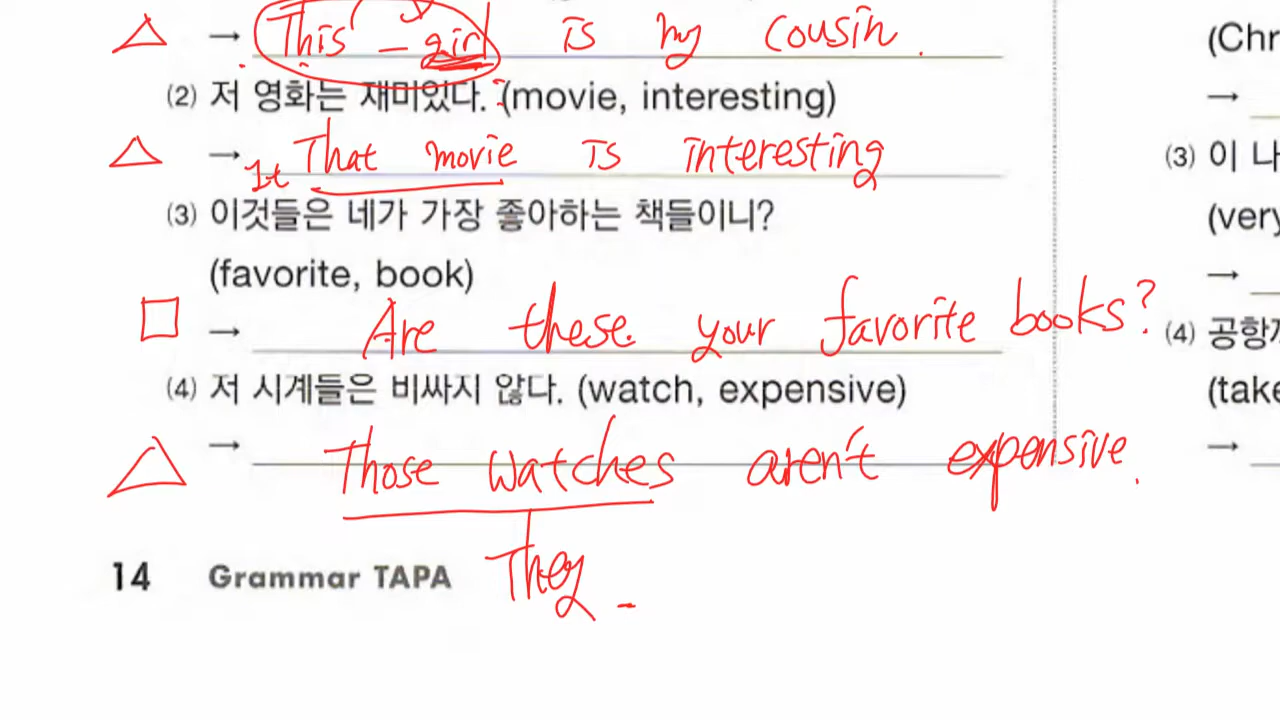 △ → This – girl is my cousin.
(2) 저 영화는 재미있다. (movie, interesting)
△ → It That movie is interesting
(3) 이것들은 네가 가장 좋아하는 책들이니?
(favorite, book)
□ → Are these your favorite books?
(4) 저 시계들은 비싸지 않다. (watch, expensive)
△ → Those watches aren't expensive.
They
14 Grammar TAPA
(Chr
→
(3) 이 나
(very
→
(4) 공항
(take
→